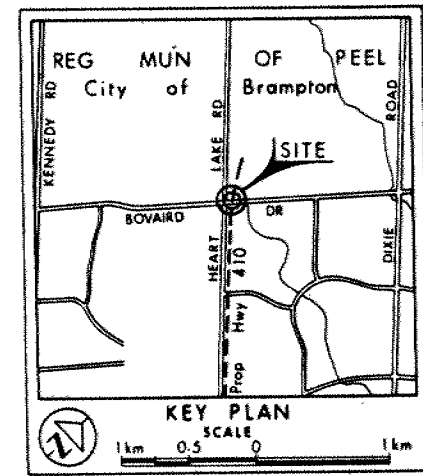 REG MUN OF PEEL
City of Brampton
KENNEDY RD
LAKE RD
ROAD
SITE
BOVAIRD DR
HEART
410
DIXIE
Prop Hwy
KEY PLAN
SCALE
1km 0.5 0 1km